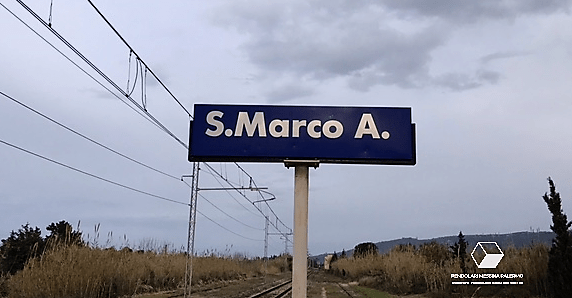 S.Marco A.
PENDOLARI MESSINA PALERMO